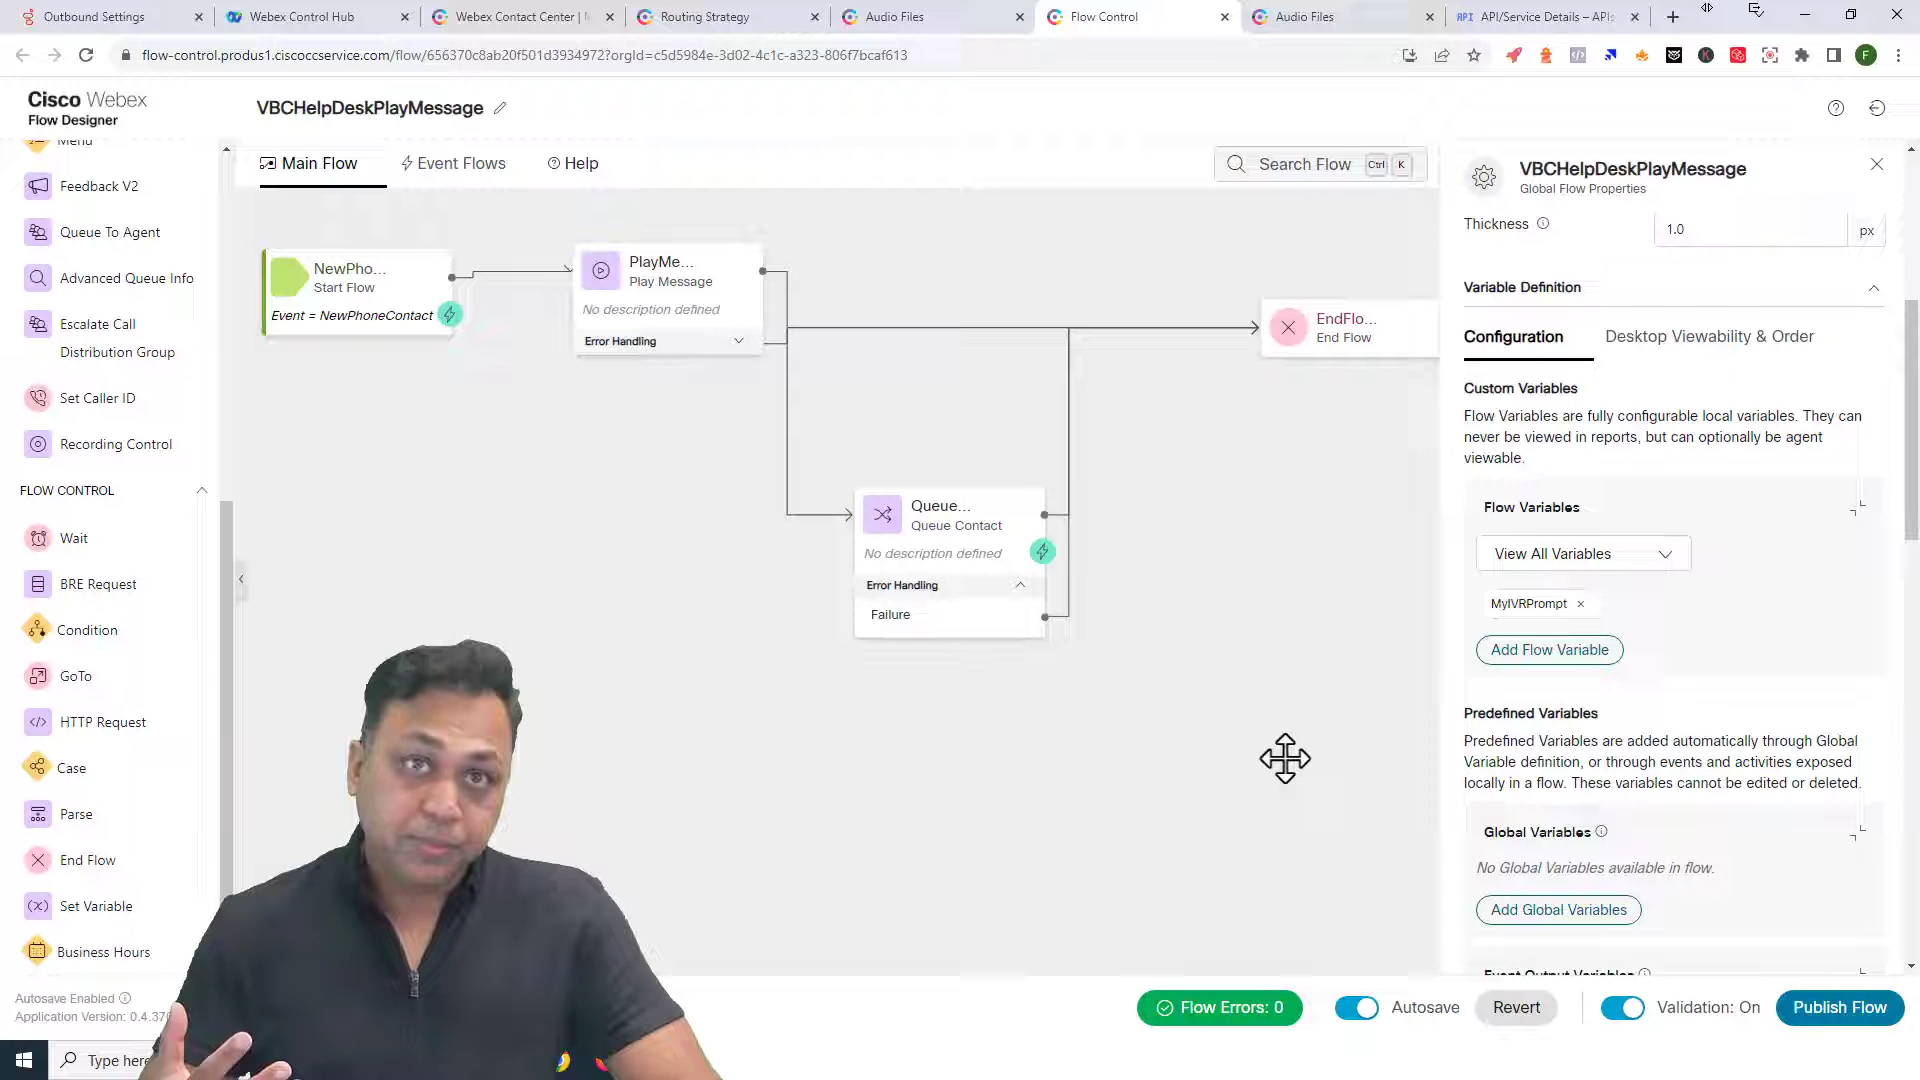 Outbound Settings
Webex Control Hub
Webex Contact Center |
Routing Strategy
Audio Files
Flow Control
Audio Files
API/Service Details – APIs
flow-control.produs1.ciscoccservice.com/flow/656370c8ab20f501d3934972?orgId=c5d5984e-3d02-4c1c-a323-806f7bcaf613
F
Cisco Webex
Flow Designer
VBCHelpDeskPlayMessage
Menu
Feedback V2
Queue To Agent
Advanced Queue Info
Escalate Call
Distribution Group
Set Caller ID
Recording Control
FLOW CONTROL
Wait
BRE Request
Condition
GoTo
HTTP Request
Case
Parse
End Flow
Set Variable
Business Hours
Autosave Enabled
Application Version: 0.4.37
Main Flow
Event Flows
Help
Search Flow Ctrl K
NewPho...
Start Flow
Event = NewPhoneContact
PlayMe...
Play Message
No description defined
Error Handling
EndFlo...
End Flow
Queue...
Queue Contact
No description defined
Error Handling
Failure
VBCHelpDeskPlayMessage
Global Flow Properties
Thickness
1.0 px
Variable Definition
Configuration
Desktop Viewability & Order
Custom Variables
Flow Variables are fully configurable local variables. They can
never be viewed in reports, but can optionally be agent
viewable.
Flow Variables
View All Variables
MyIVRPrompt ×
Add Flow Variable
Predefined Variables
Predefined Variables are added automatically through Global
Variable definition, or through events and activities exposed
locally in a flow. These variables cannot be edited or deleted.
Global Variables
No Global Variables available in flow.
Add Global Variables
Event Output Variables
Flow Errors: 0
Autosave
Revert
Validation: On
Publish Flow
Type here